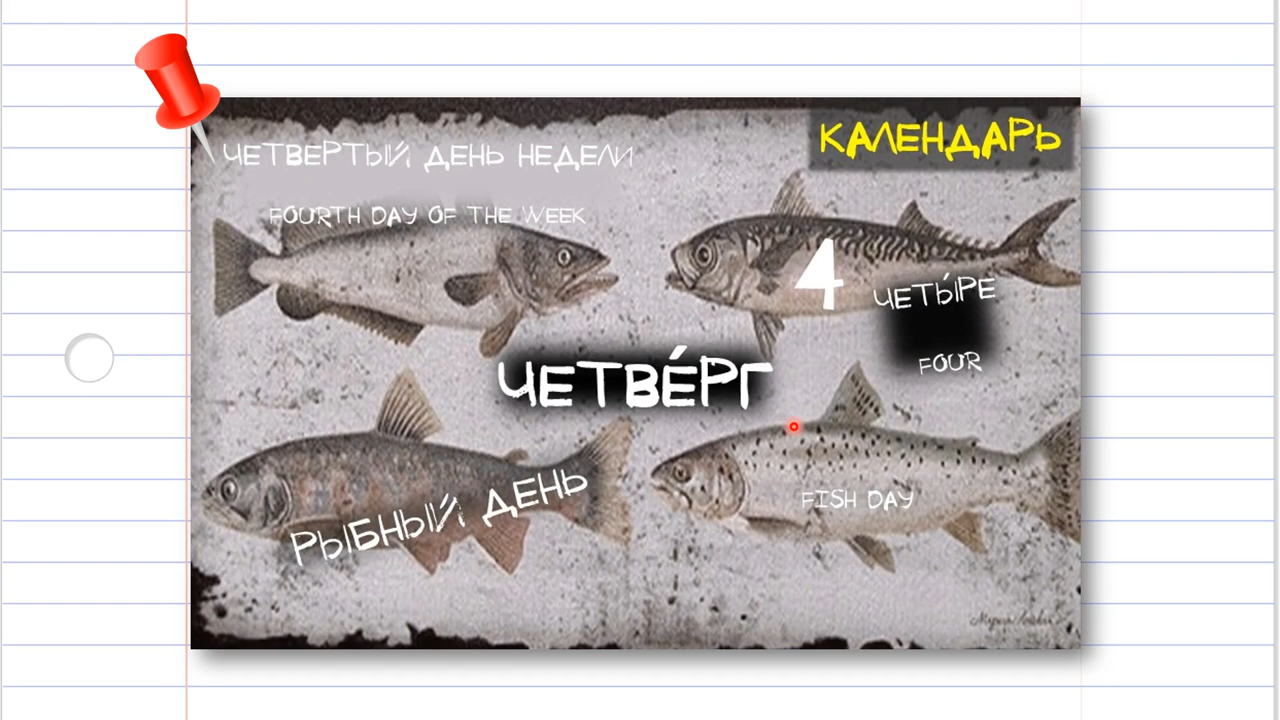 КАЛЕНДАРЬ
ЧЕТВЕРТЫЙ ДЕНЬ НЕДЕЛИ
FOURTH DAY OF THE WEEK
4 ЧЕТЫ́РЕ
FOUR
ЧЕТВЕ́РГ
РЫБНЫЙ ДЕНЬ
FISH DAY